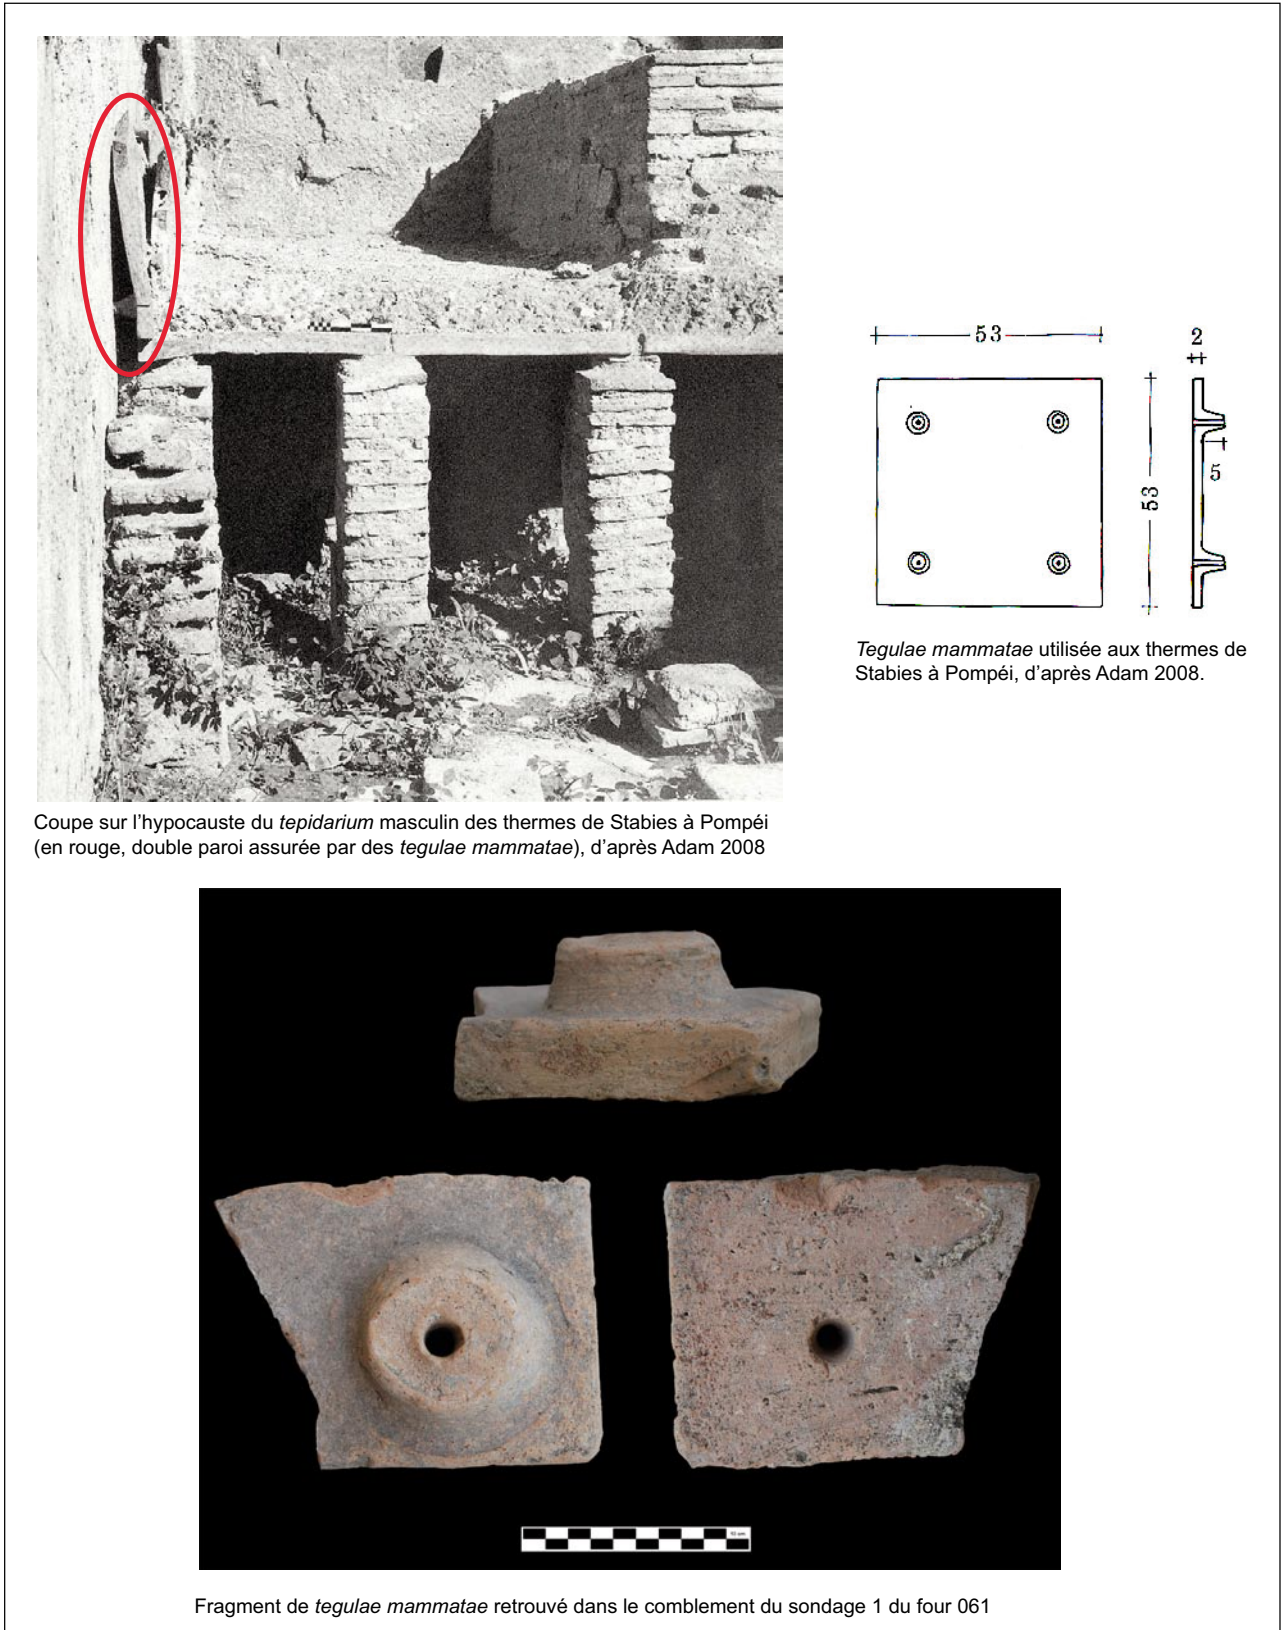 53
2
5
53
Tegulae mammatae utilisée aux thermes de
Stabies à Pompéi, d'après Adam 2008.
Coupe sur l'hypocauste du tepidarium masculin des thermes de Stabies à Pompéi
(en rouge, double paroi assurée par des tegulae mammatae), d'après Adam 2008
10 cm
Fragment de tegulae mammatae retrouvé dans le comblement du sondage 1 du four 061